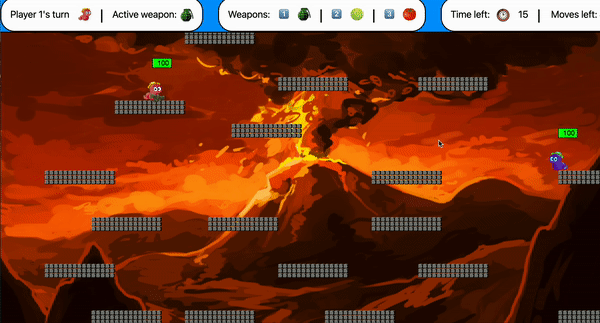 Player 1's turn | Active weapon:
Weapons: 1 | 2 | 3
Time left: 15 | Moves left:
100
100